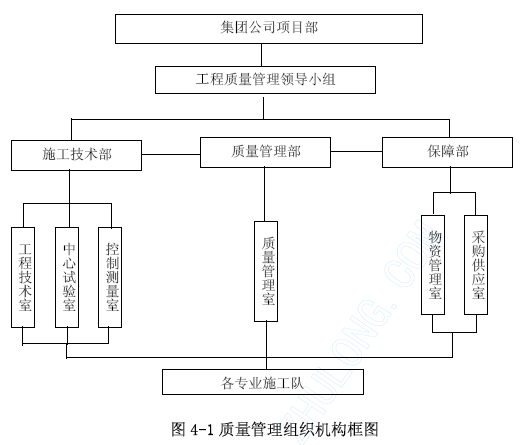 集团公司项目部
工程质量管理领导小组
施工技术部
质量管理部
保障部
工程技术室
中心试验室
控制测量室
质量管理室
物资管理室
采购供应室
各专业施工队
图 4-1 质量管理组织机构框图